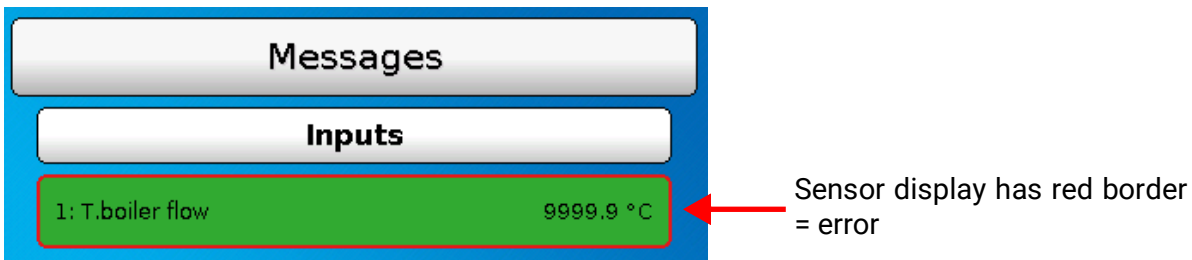 Messages
Inputs
1: T.boiler flow 9999.9 °C
Sensor display has red border
= error